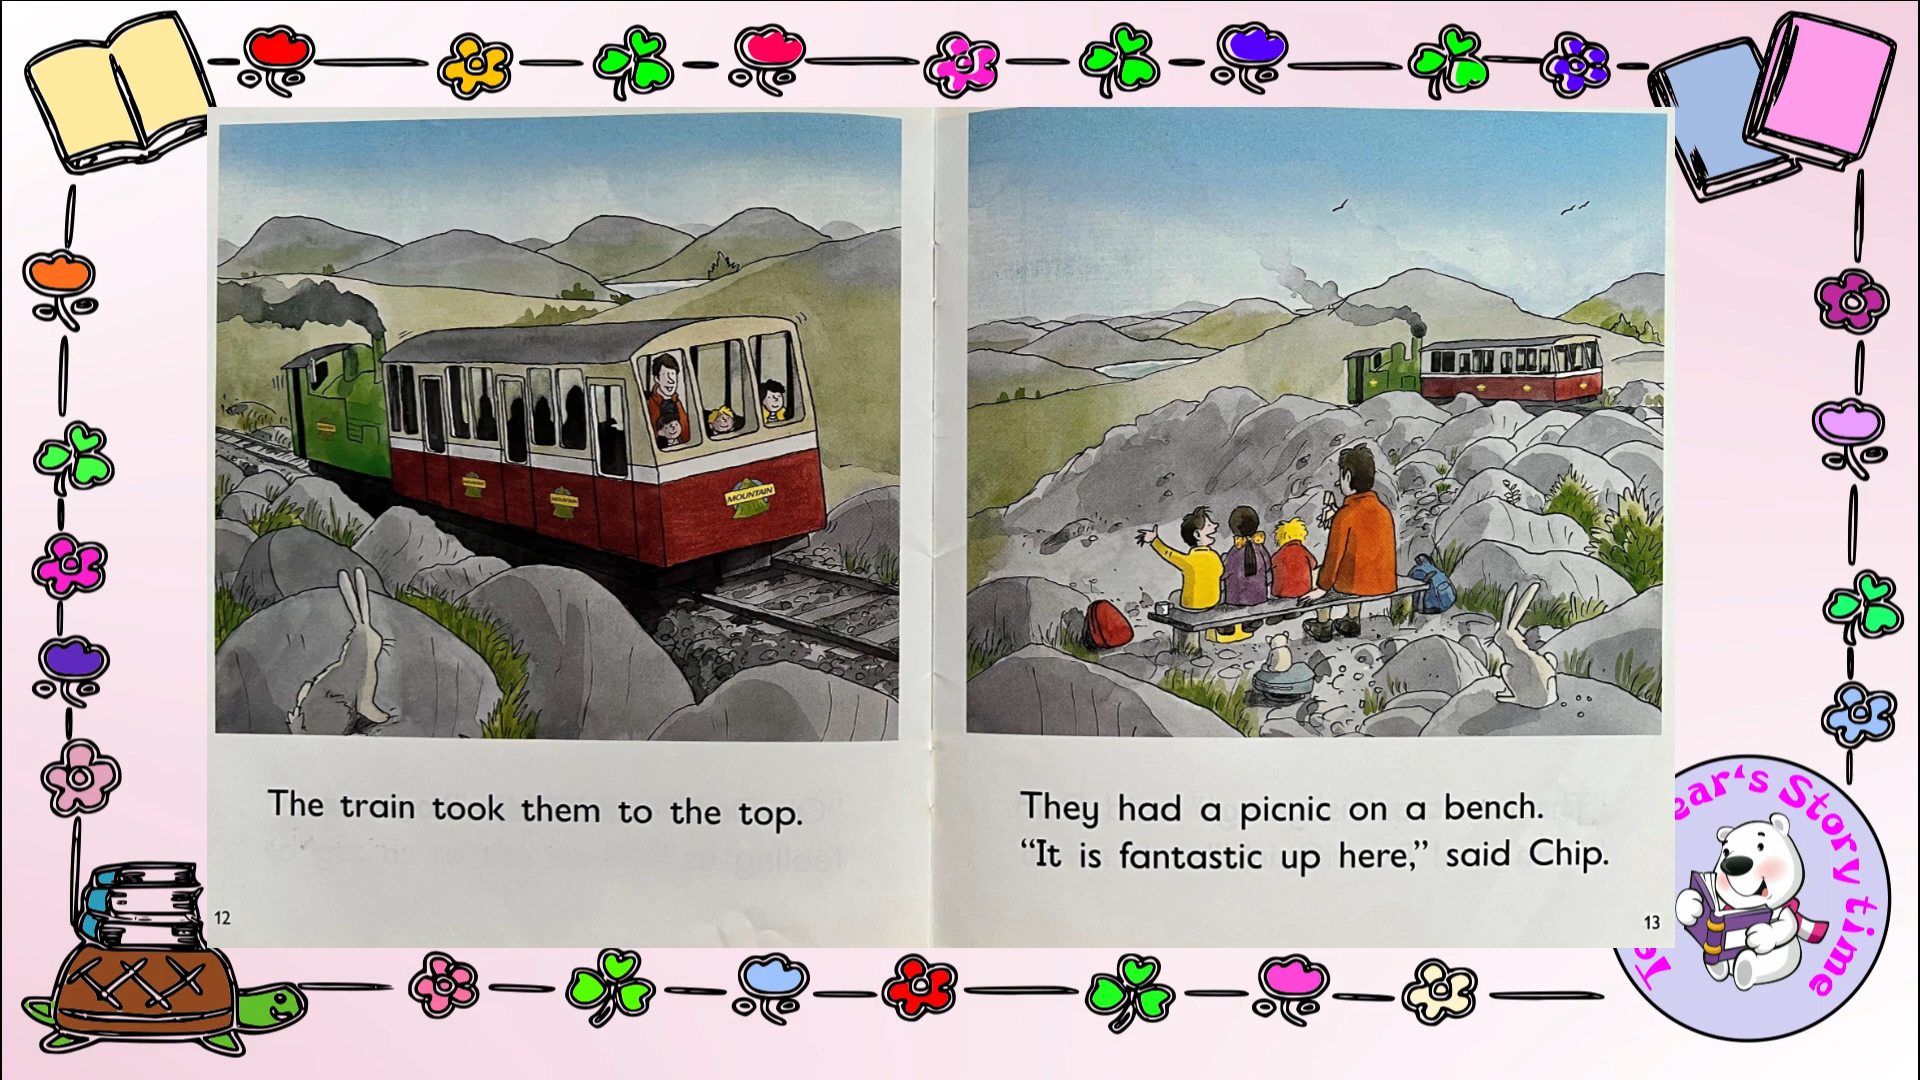 MOUNTAIN
The train took them to the top.
12
They had a picnic on a bench.
“It is fantastic up here,” said Chip.
13
Story time